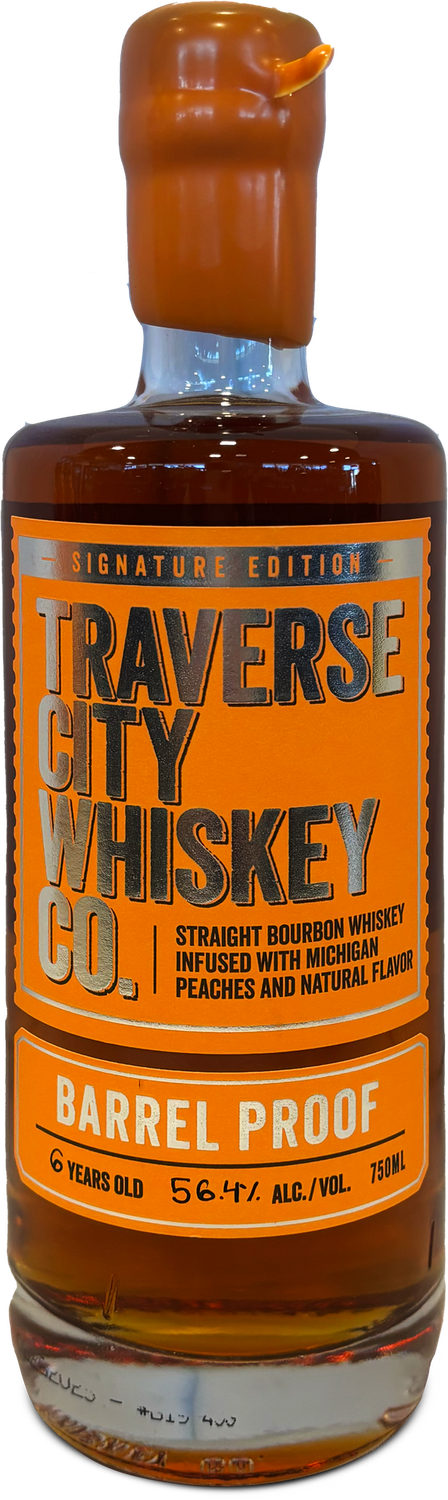 SIGNATURE EDITION
TRAVERSE
CITY
WHISKEY
CO.
STRAIGHT BOURBON WHISKEY
INFUSED WITH MICHIGAN
PEACHES AND NATURAL FLAVOR
BARREL PROOF
6 YEARS OLD 56.4% ALC./VOL. 750ML